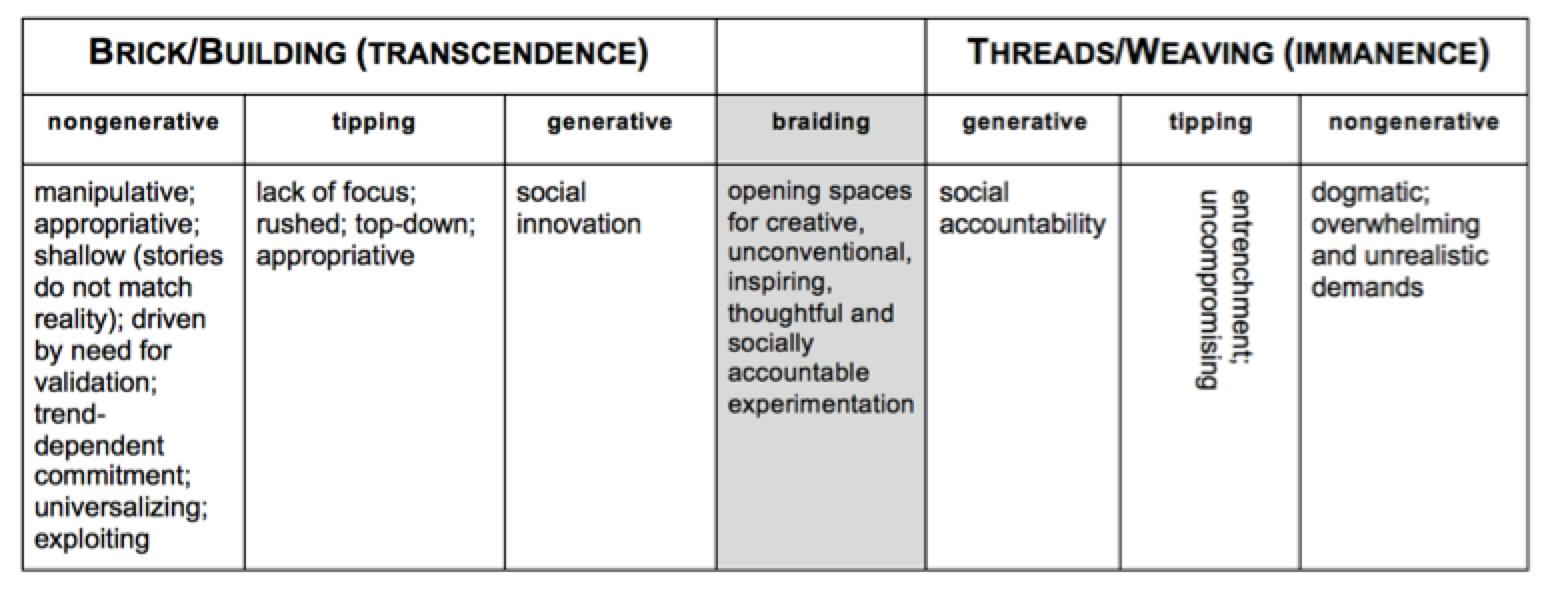 BRICK/BUILDING (TRANSCENDENCE)
THREADS/WEAVING (IMMANENCE)
nongenerative
tipping
generative
braiding
generative
tipping
nongenerative
manipulative;
appropriative;
shallow (stories
do not match
reality); driven
by need for
validation;
trend-
dependent
commitment;
universalizing;
exploiting
lack of focus;
rushed; top-down;
appropriative
social
innovation
opening spaces
for creative,
unconventional,
inspiring,
thoughtful and
socially
accountable
experimentation
social
accountability
entrenchment;
uncompromising
dogmatic;
overwhelming
and unrealistic
demands